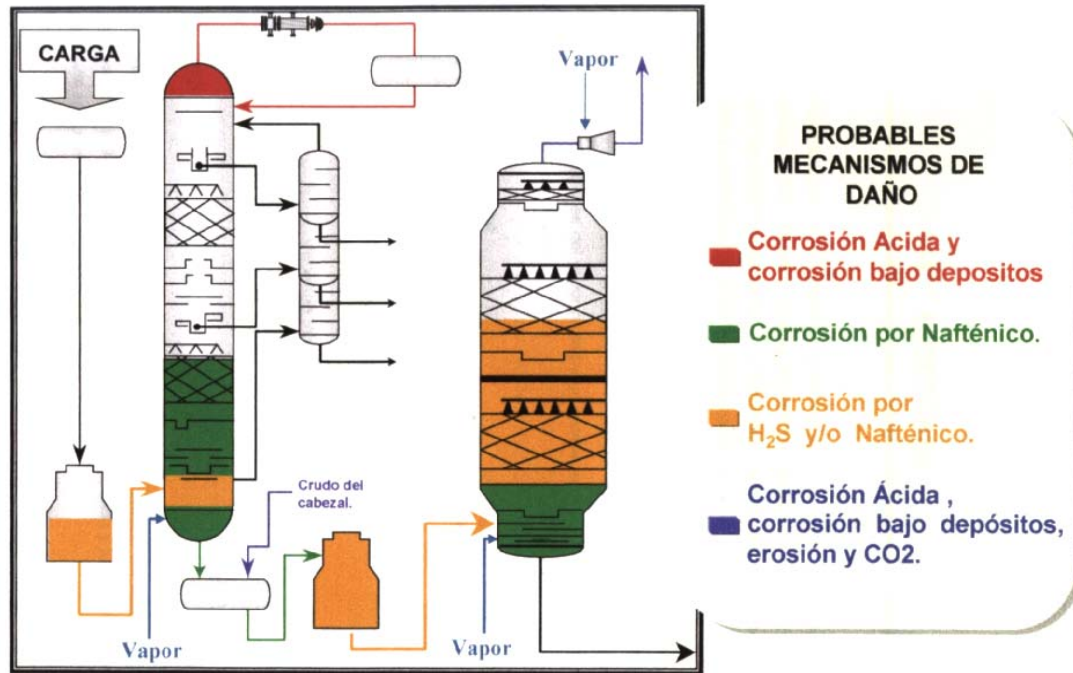 CARGA
Vapor
Crudo del
cabezal.
Vapor
Vapor
PROBABLES
MECANISMOS DE
DAÑO
Corrosión Acida y
corrosión bajo depositos
Corrosión por Nafténico.
Corrosión por
H₂S y/o Nafténico.
Corrosión Ácida ,
corrosión bajo depósitos,
erosión y CO2.